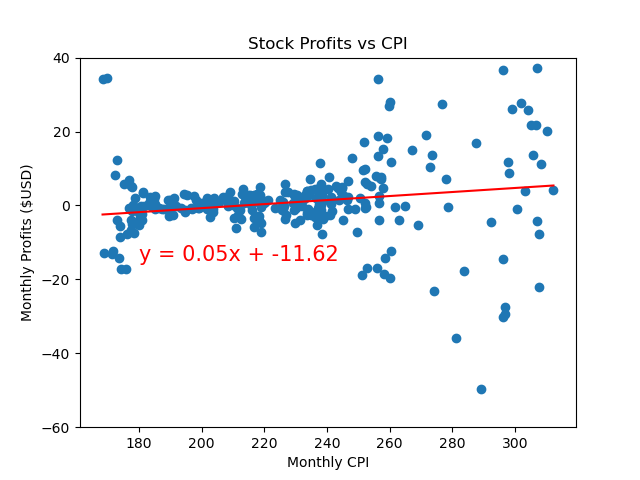 Stock Profits vs CPI
40
20
0
−20
−40
−60
Monthly Profits ($USD)
y = 0.05x + -11.62
180 200 220 240 260 280 300
Monthly CPI